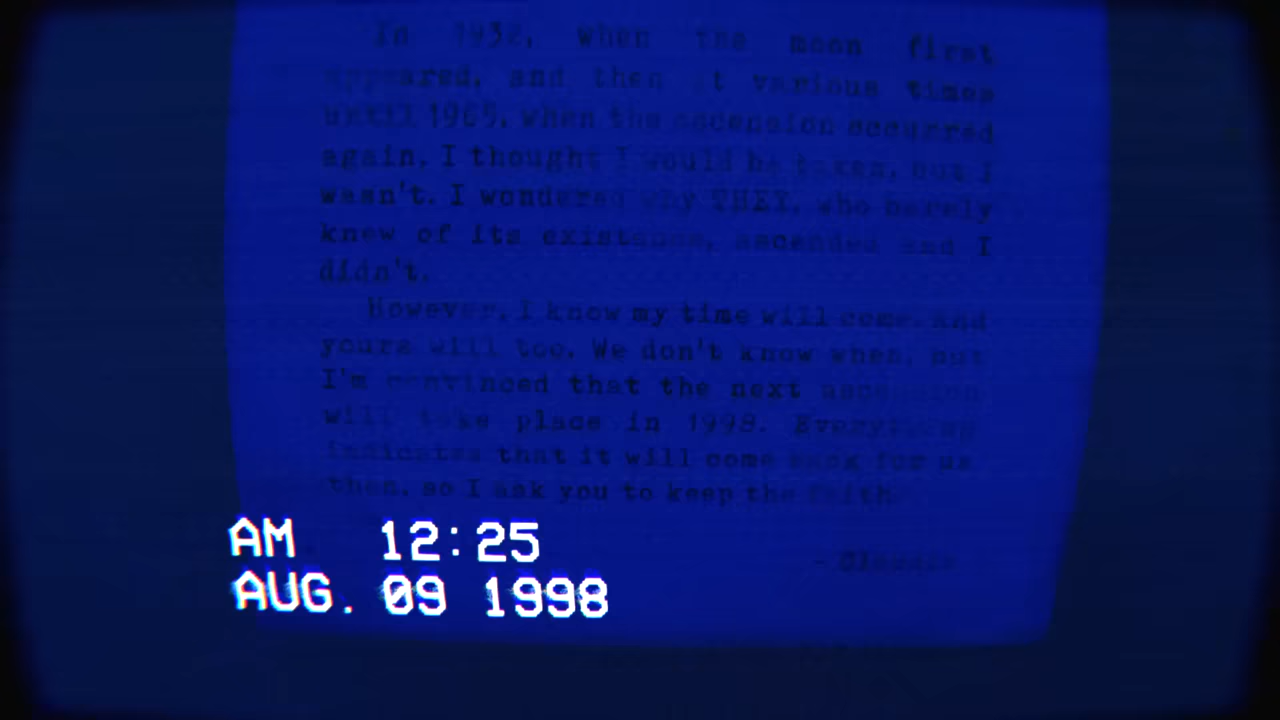 In 1932, when the moon first
appeared, and then at various times
until 1965, when the ascension occurred
again. I thought I would be taken, but I
wasn't. I wondered why THEY, who barely
knew of its existance, ascended and I
didn't.
However, I know my time will come, and
yours will too. We don't know when, but
I'm convinced that the next ascension
will take place in 1999. Everything
indicates that it will come back for us
then, so I ask you to keep the faith.
AM 12:25
AUG. 09 1998